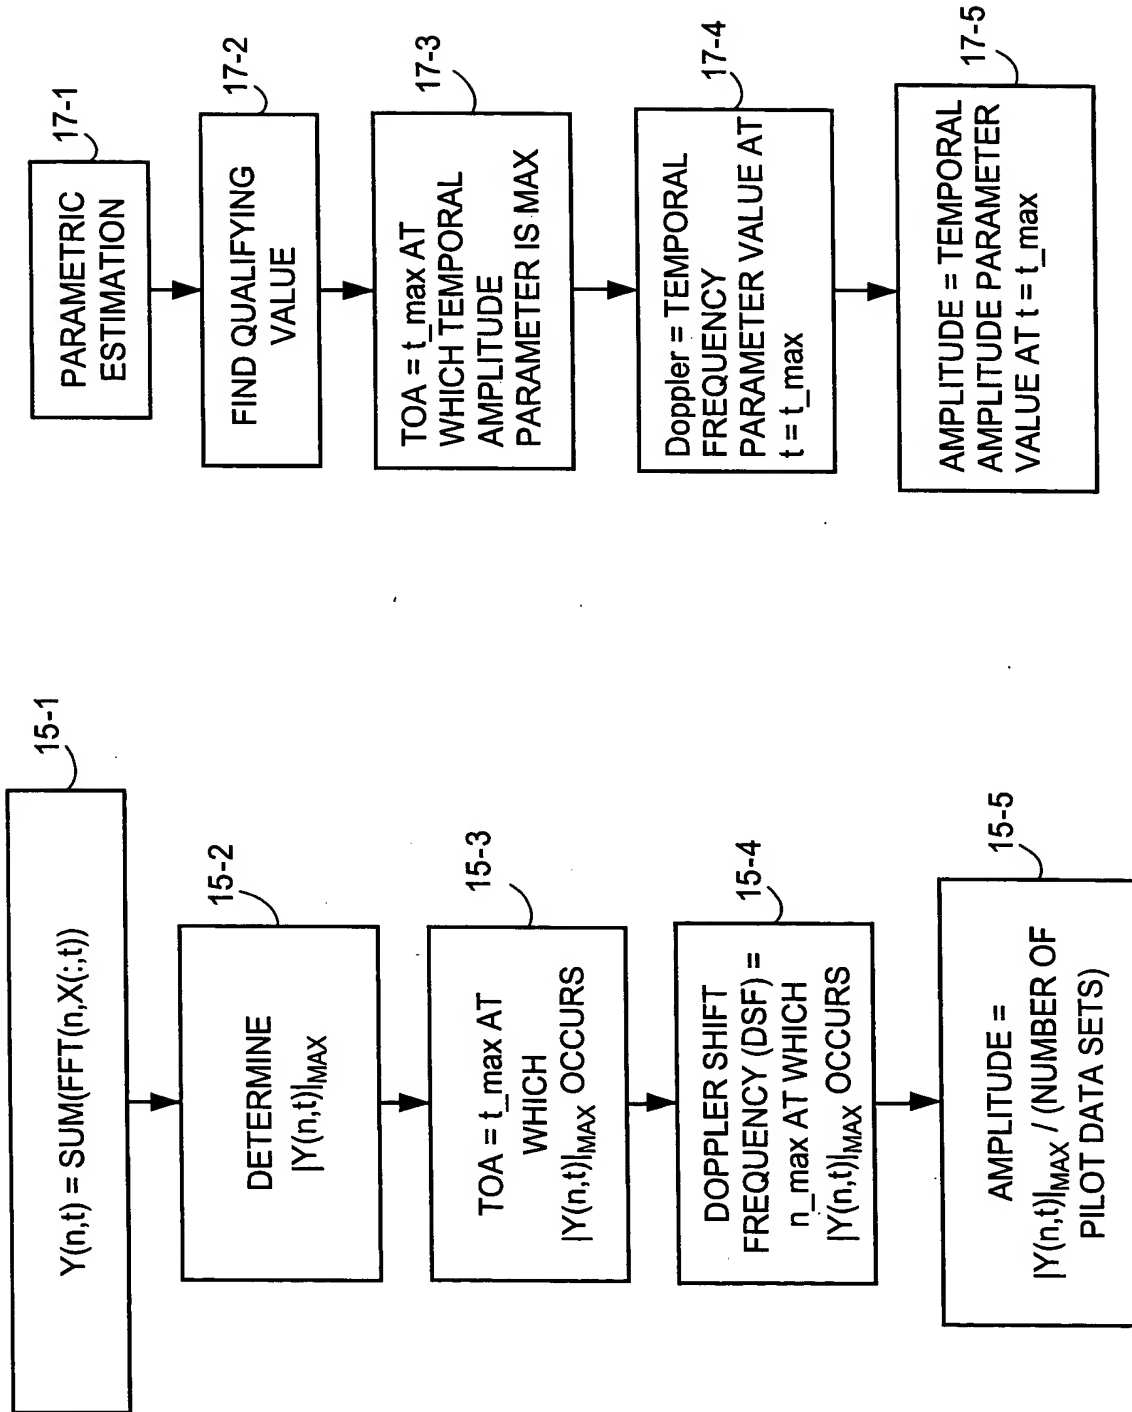 15-1
Y(n,t) = SUM(FFT(n,X(:,t))
15-2
DETERMINE
|Y(n,t)|MAX
15-3
TOA = t_max AT
WHICH
|Y(n,t)|MAX OCCURS
15-4
DOPPLER SHIFT
FREQUENCY (DSF) =
n_max AT WHICH
|Y(n,t)|MAX OCCURS
15-5
AMPLITUDE =
|Y(n,t)|MAX / (NUMBER OF
PILOT DATA SETS)
17-1
PARAMETRIC
ESTIMATION
17-2
FIND QUALIFYING
VALUE
17-3
TOA = t_max AT
WHICH TEMPORAL
AMPLITUDE
PARAMETER IS MAX
17-4
Doppler = TEMPORAL
FREQUENCY
PARAMETER VALUE AT
t = t_max
17-5
AMPLITUDE = TEMPORAL
AMPLITUDE PARAMETER
VALUE AT t = t_max